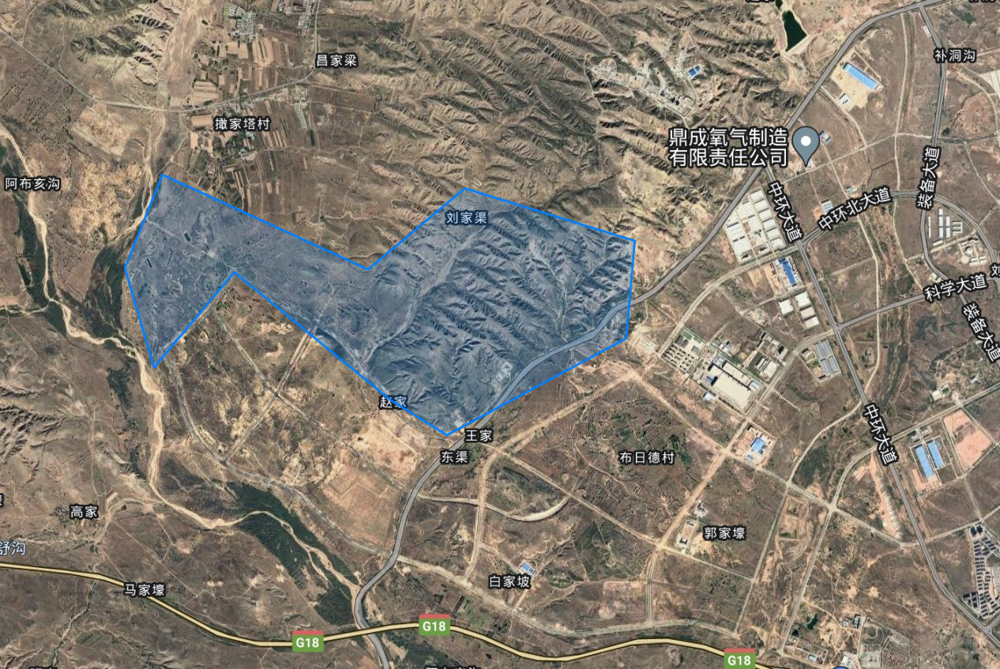 补洞沟
昌家梁
撖家塔村
鼎成氧气制造
有限责任公司
装备大道
阿布亥沟
中环大道
中环北大道
刘家渠
科学大道
装备大道
赵家
中环大道
王家
东渠
布日德村
高家
郭家壕
舒沟
白家坡
马家壕
G18
G18
G18